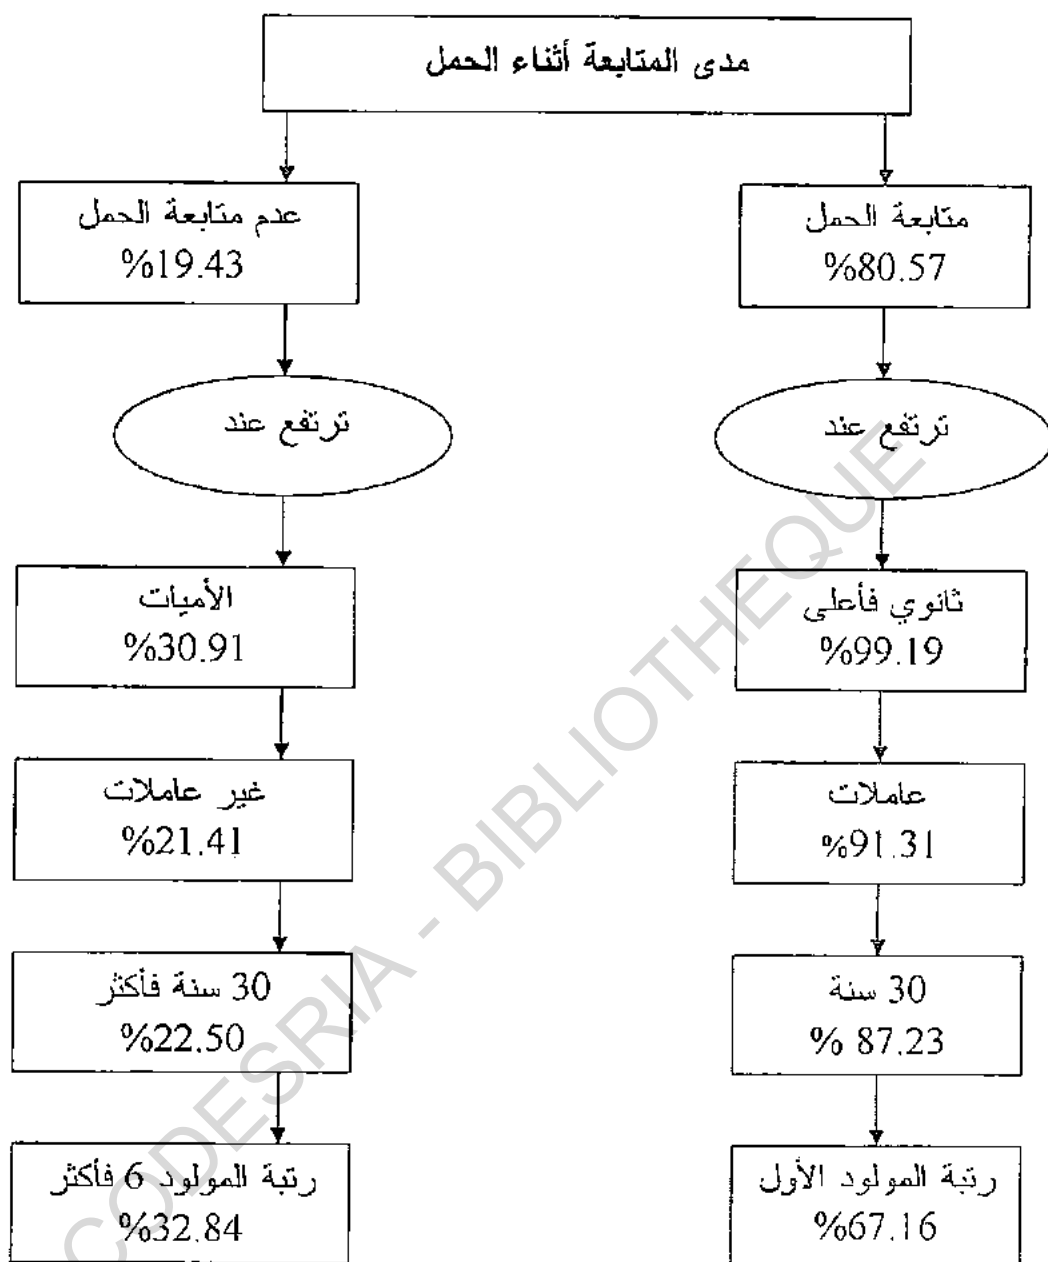 مدى المتابعة أثناء الحمل
متابعة الحمل
%80.57
ترتفع عند
ثانوي فأعلى
%99.19
عاملات
%91.31
30 سنة
% 87.23
رتبة المولود الأول
%67.16
عدم متابعة الحمل
%19.43
ترتفع عند
الأميات
%30.91
غير عاملات
%21.41
30 سنة فأكثر
%22.50
رتبة المولود 6 فأكثر
%32.84
CODESRIA - BIBLIOTHEQUE